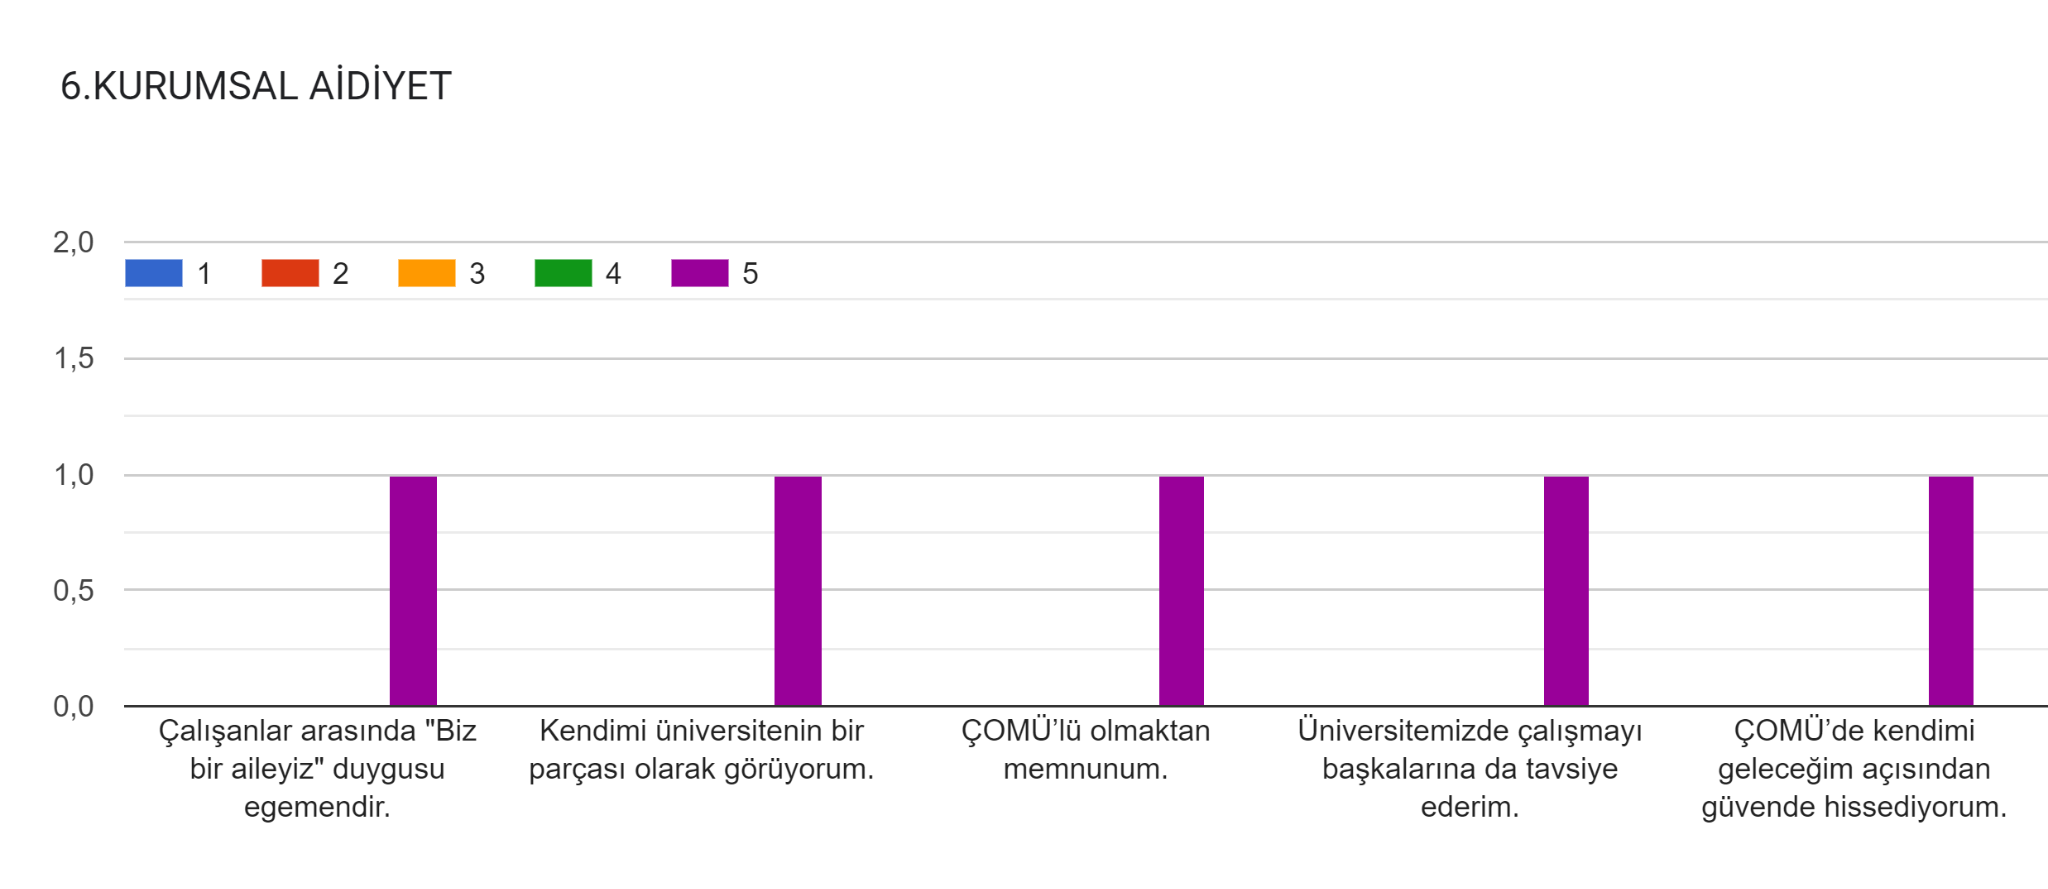 6.KURUMSAL AİDİYET
2,0
1 2 3 4 5
1,5
1,0
0,5
0,0
Çalışanlar arasında "Biz
bir aileyiz" duygusu
egemendir.
Kendimi üniversitenin bir
parçası olarak görüyorum.
ÇOMÜ’lü olmaktan
memnunum.
Üniversitemizde çalışmayı
başkalarına da tavsiye
ederim.
ÇOMÜ’de kendimi
geleceğim açısından
güvende hissediyorum.